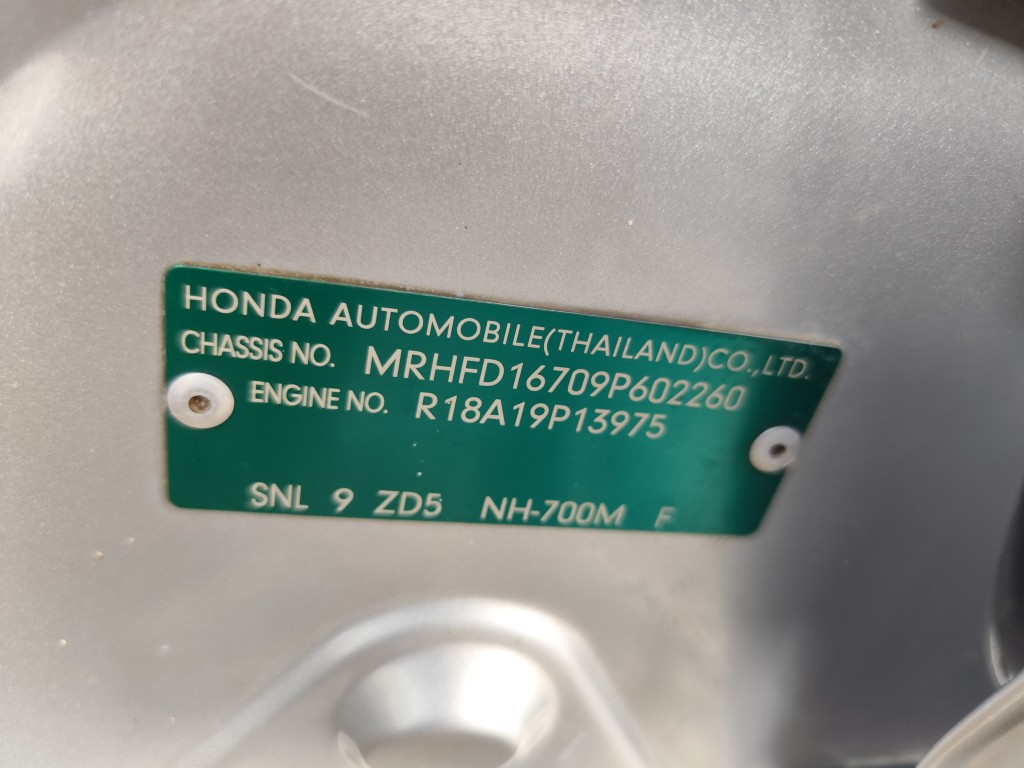 HONDA AUTOMOBILE(THAILAND)CO.,LTD.
CHASSIS NO. MRHFD16709P602260
ENGINE NO. R18A19P13975
SNL 9 ZD5 NH-700M F